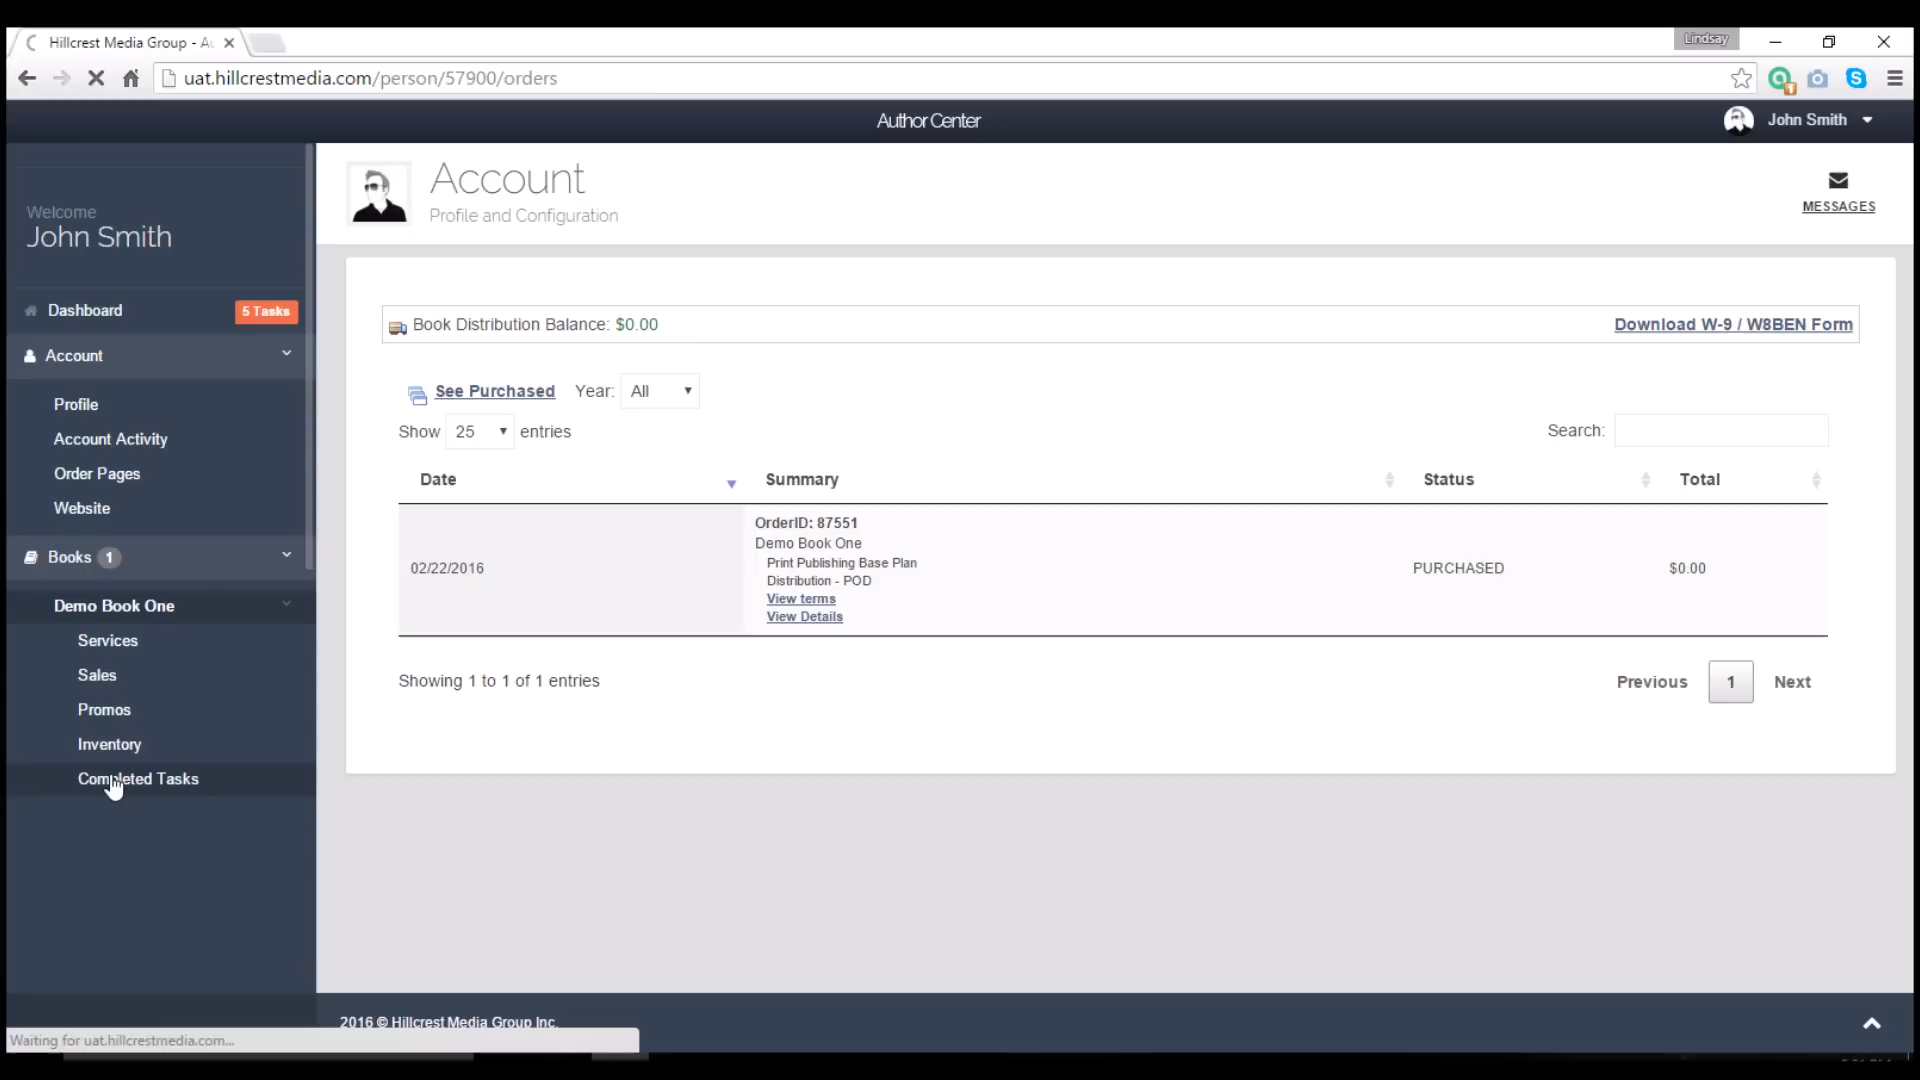 Hillcrest Media Group - Au
Lindsay
uat.hillcrestmedia.com/person/57900/orders
Author Center
John Smith
Welcome
John Smith
Dashboard
5 Tasks
Account
Profile
Account Activity
Order Pages
Website
Books 1
Demo Book One
Services
Sales
Promos
Inventory
Completed Tasks
Account
Profile and Configuration
MESSAGES
Book Distribution Balance: $0.00
Download W-9 / W8BEN Form
See Purchased Year: All
Show 25 entries
Search:
Date Summary Status Total
02/22/2016
OrderID: 87551
Demo Book One
Print Publishing Base Plan
Distribution - POD
View terms
View Details
PURCHASED
$0.00
Showing 1 to 1 of 1 entries
Previous 1 Next
2016 © Hillcrest Media Group Inc.
Waiting for uat.hillcrestmedia.com...